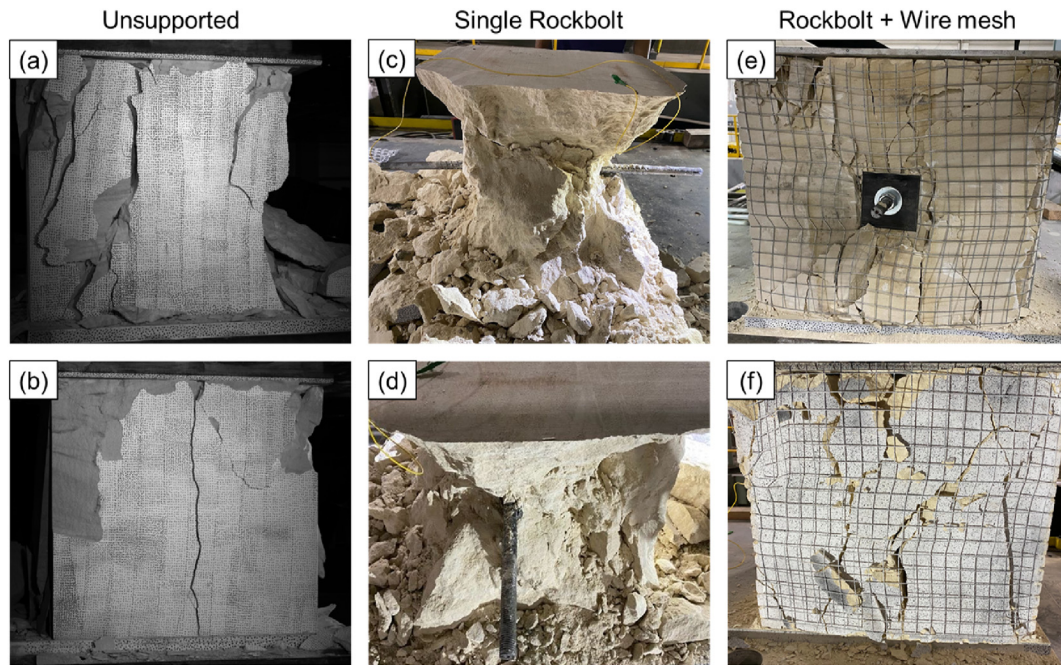 Unsupported
Single Rockbolt
Rockbolt + Wire mesh
(a)
(c)
(e)
(b)
(d)
(f)